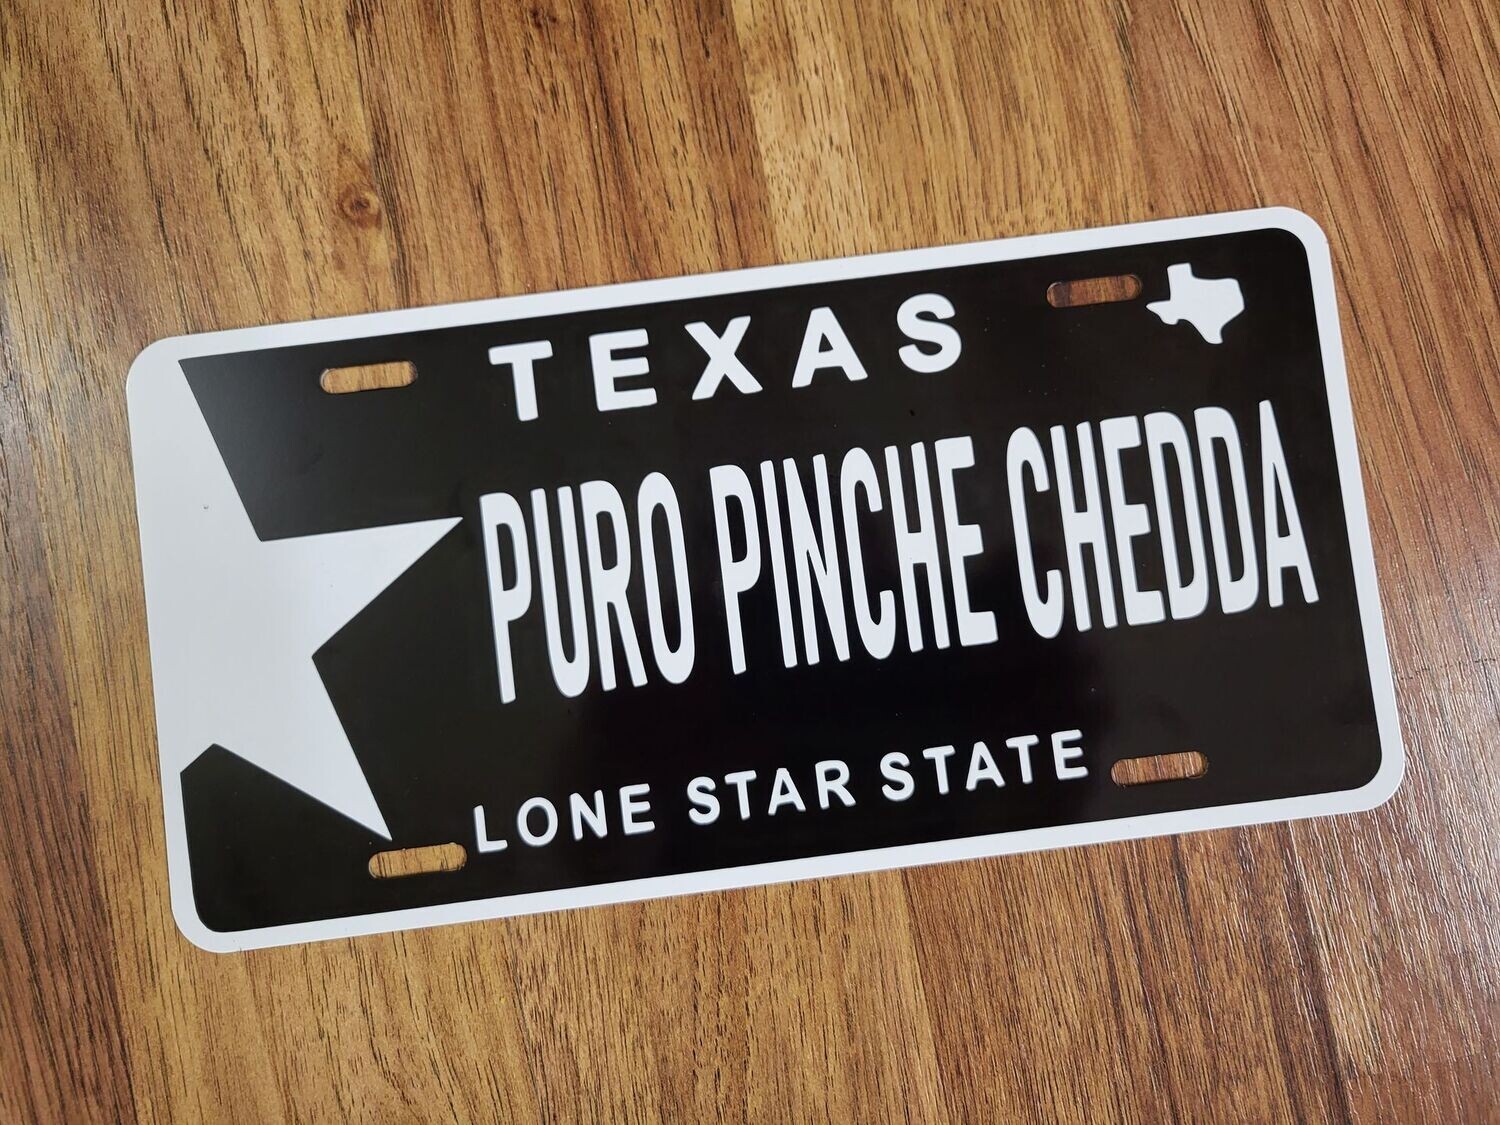 TEXAS
PURO PINCHE CHEDDA
LONE STAR STATE